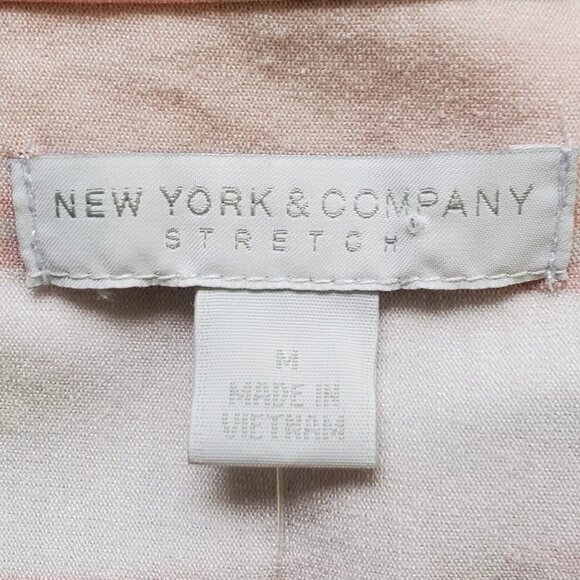 NEW YORK & COMPANY
STRETCH
M
MADE IN
VIETNAM